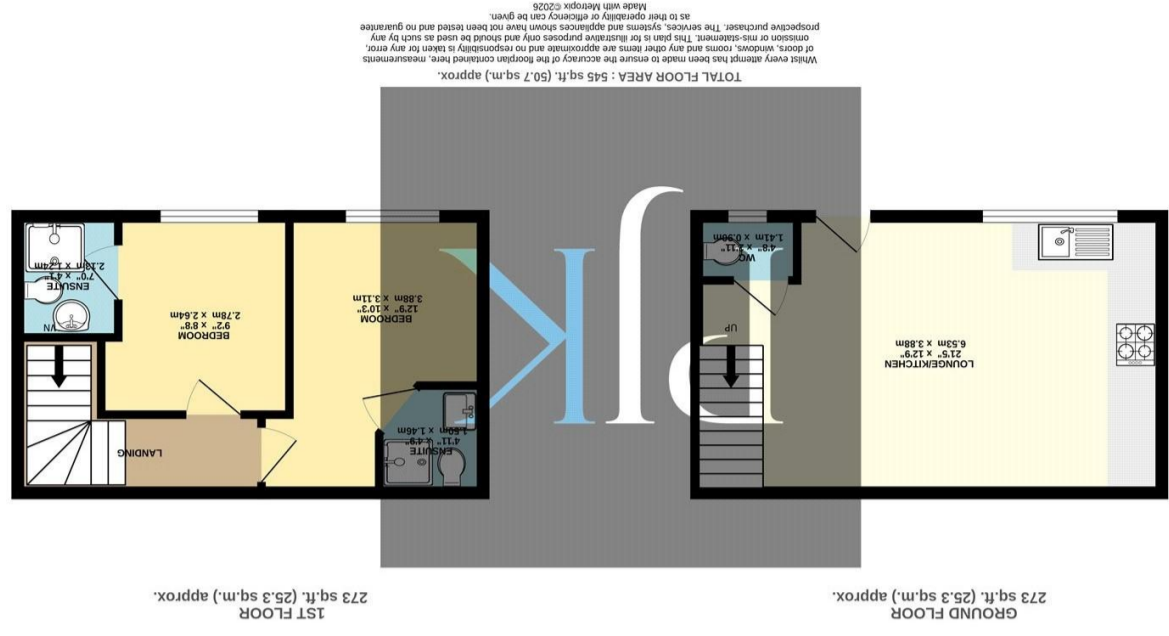 GROUND FLOOR
273 sq.ft. (25.3 sq.m.) approx.
1ST FLOOR
273 sq.ft. (25.3 sq.m.) approx.
LOUNGE/KITCHEN
21'5" x 12'9"
6.53m x 3.88m
UP
WC
4'8" x 2'11"
1.41m x 0.90m
ENSUITE
4'11" x 4'9"
1.50m x 1.46m
LANDING
BEDROOM
12'9" x 10'3"
3.88m x 3.11m
BEDROOM
9'2" x 8'8"
2.78m x 2.64m
ENSUITE
7'0" x 4'1"
2.13m x 1.24m
TOTAL FLOOR AREA : 545 sq.ft. (50.7 sq.m.) approx.
Whilst every attempt has been made to ensure the accuracy of the floorplan contained here, measurements
of doors, windows, rooms and any other items are approximate and no responsibility is taken for any error,
omission or mis-statement. This plan is for illustrative purposes only and should be used as such by any
prospective purchaser. The services, systems and appliances shown have not been tested and no guarantee
as to their operability or efficiency can be given.
Made with Metropix ©2026